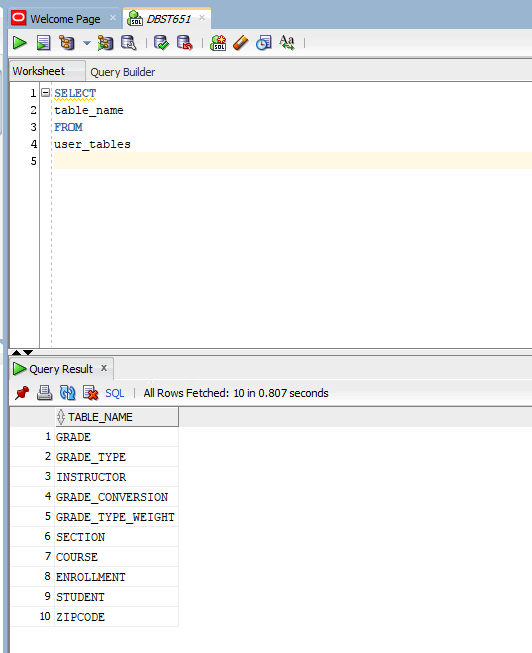 Welcome Page × DBST651 ×
Aa
Worksheet Query Builder
1 SELECT
2 table_name
3 FROM
4 user_tables
5
Query Result ×
SQL | All Rows Fetched: 10 in 0.807 seconds
TABLE_NAME
1 GRADE
2 GRADE_TYPE
3 INSTRUCTOR
4 GRADE_CONVERSION
5 GRADE_TYPE_WEIGHT
6 SECTION
7 COURSE
8 ENROLLMENT
9 STUDENT
10 ZIPCODE